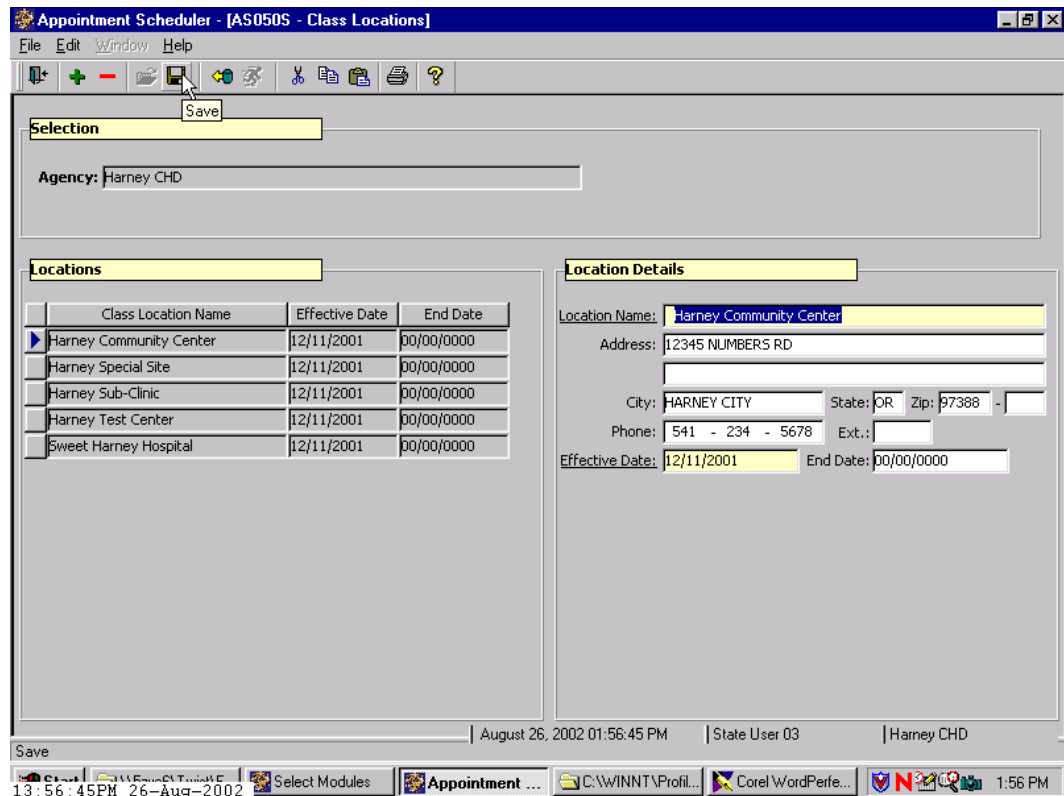 Appointment Scheduler - [AS050S - Class Locations]
File Edit Window Help
Save
Selection
Agency: Harney CHD
Locations
Class Location Name Effective Date End Date
Harney Community Center 12/11/2001 00/00/0000
Harney Special Site 12/11/2001 00/00/0000
Harney Sub-Clinic 12/11/2001 00/00/0000
Harney Test Center 12/11/2001 00/00/0000
Sweet Harney Hospital 12/11/2001 00/00/0000
Location Details
Location Name: Harney Community Center
Address: 12345 NUMBERS RD
City: HARNEY CITY State: OR Zip: 97388 -
Phone: 541 - 234 - 5678 Ext.:
Effective Date: 12/11/2001 End Date: 00/00/0000
August 26, 2002 01:56:45 PM State User 03 Harney CHD
Save
Start Select Modules Appointment ... C:\WINNT\Profil... Corel WordPerfe... N 1:56 PM
13:56:45PM 26-Aug-2002